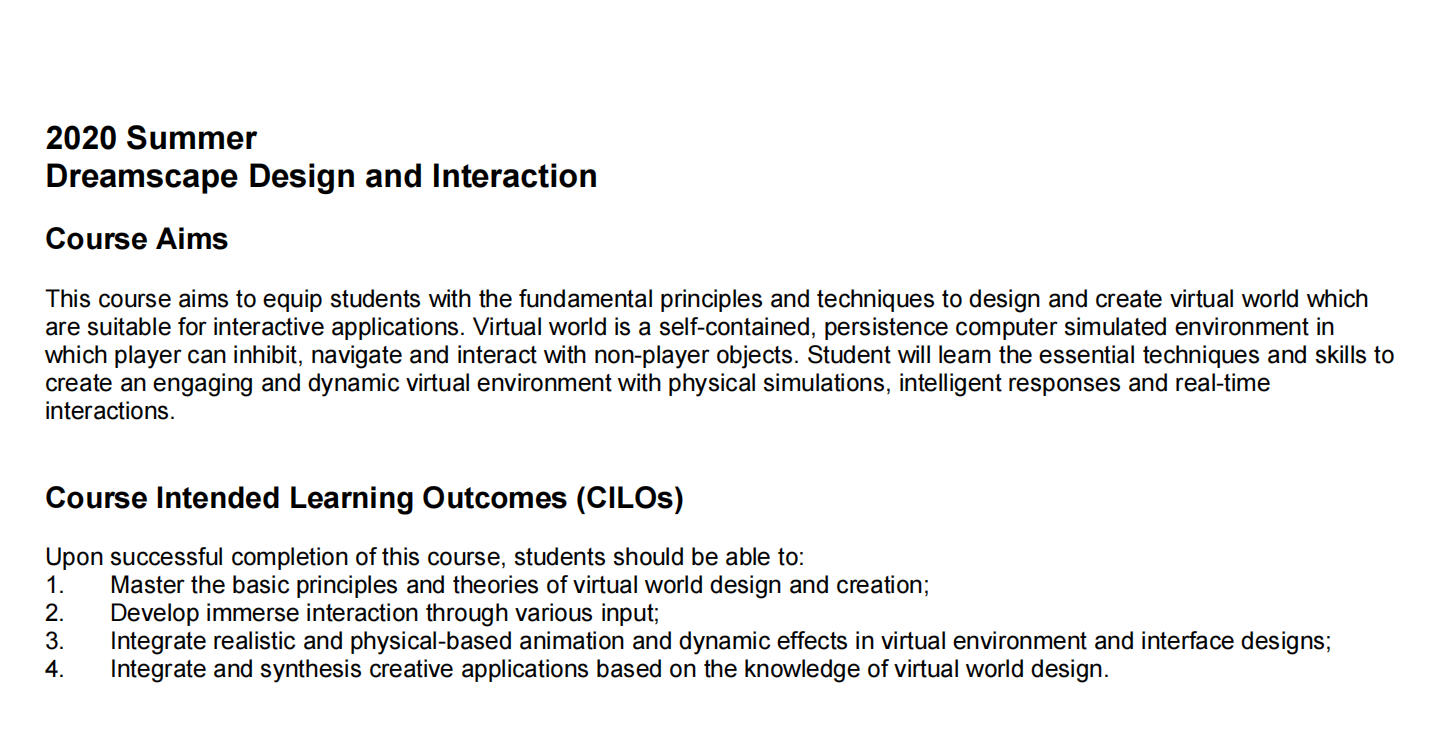 2020 Summer
Dreamscape Design and Interaction
Course Aims
This course aims to equip students with the fundamental principles and techniques to design and create virtual world which
are suitable for interactive applications. Virtual world is a self-contained, persistence computer simulated environment in
which player can inhibit, navigate and interact with non-player objects. Student will learn the essential techniques and skills to
create an engaging and dynamic virtual environment with physical simulations, intelligent responses and real-time
interactions.
Course Intended Learning Outcomes (CILOs)
Upon successful completion of this course, students should be able to:
1. Master the basic principles and theories of virtual world design and creation;
2. Develop immerse interaction through various input;
3. Integrate realistic and physical-based animation and dynamic effects in virtual environment and interface designs;
4. Integrate and synthesis creative applications based on the knowledge of virtual world design.